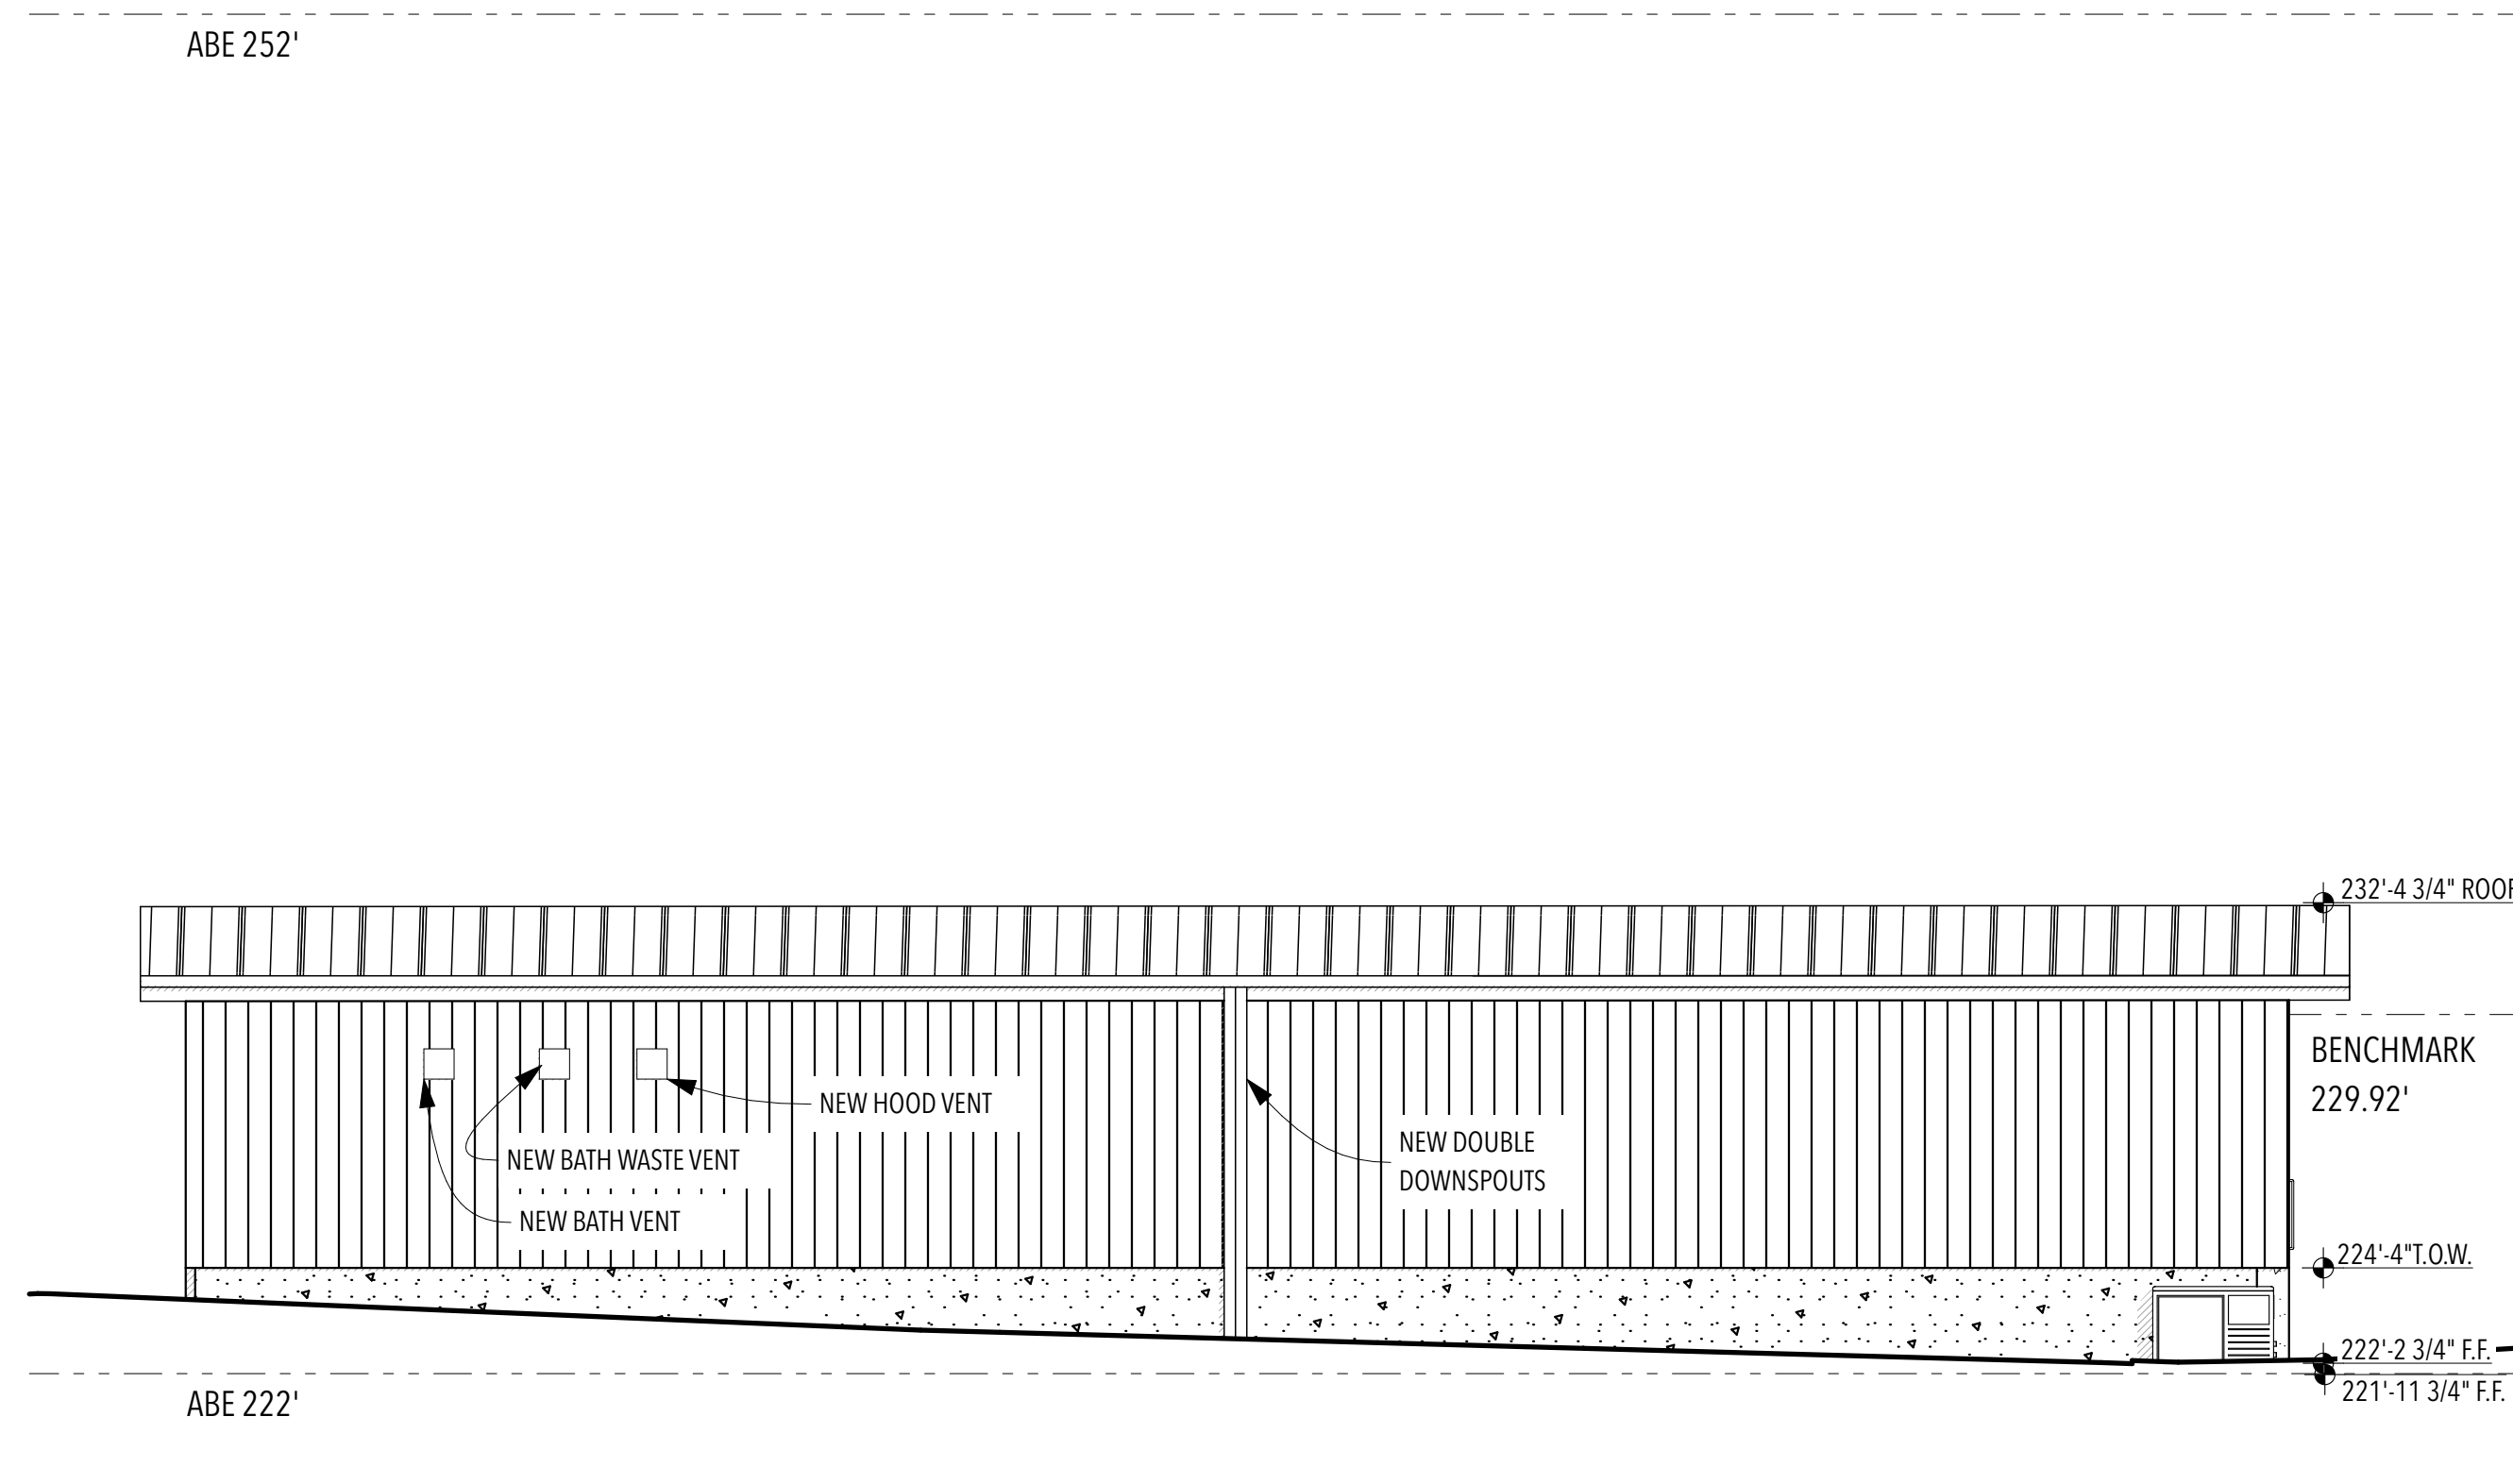 ABE 252'
232'-4 3/4" ROOF
BENCHMARK
229.92'
NEW HOOD VENT
NEW BATH WASTE VENT
NEW BATH VENT
NEW DOUBLE
DOWNSPOUTS
224'-4"T.O.W.
222'-2 3/4" F.F.
221'-11 3/4" F.F.
ABE 222'